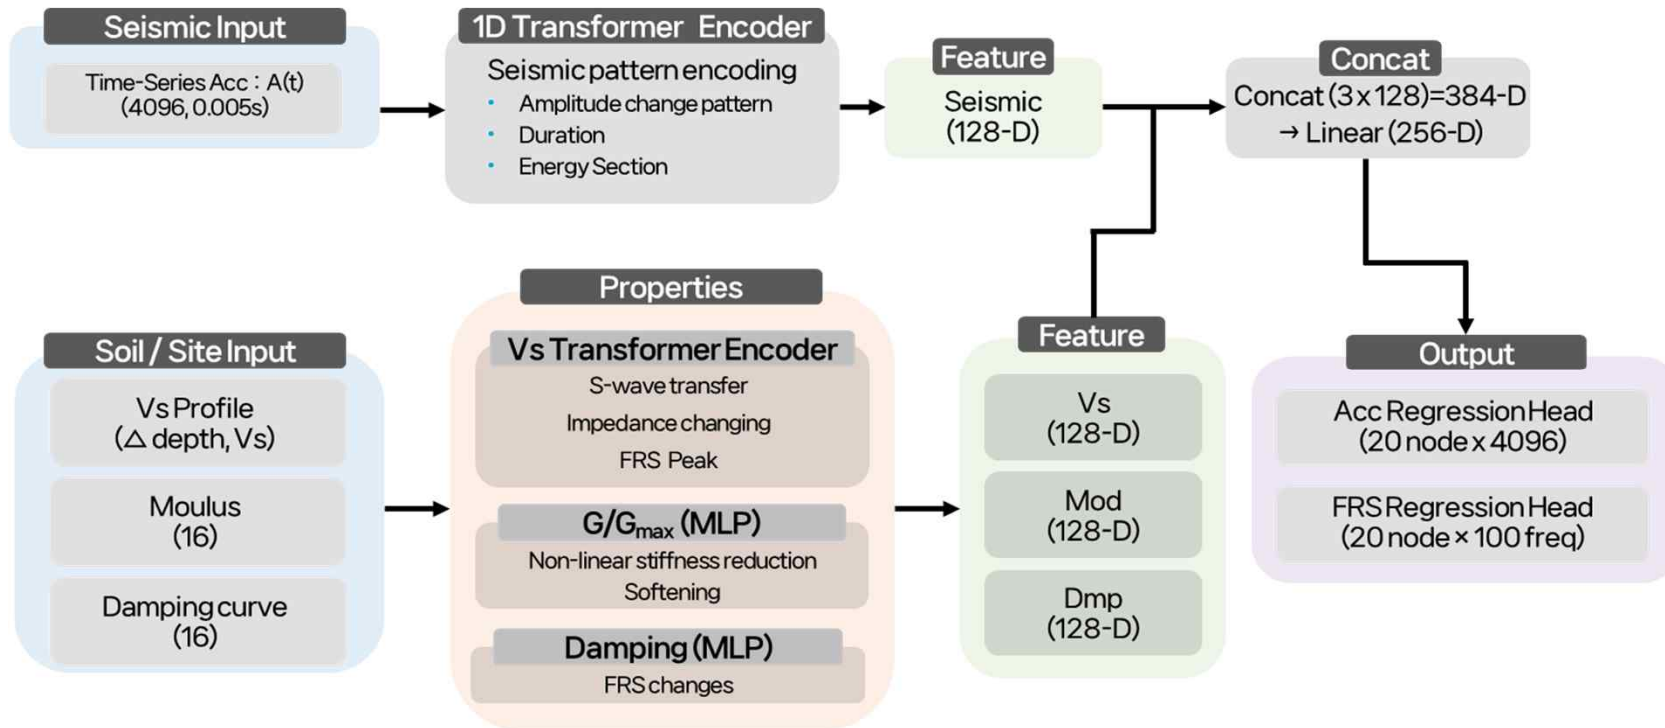 Seismic Input
Time-Series Acc : A(t)
(4096, 0.005s)
1D Transformer Encoder
Seismic pattern encoding
• Amplitude change pattern
• Duration
• Energy Section
Feature
Seismic
(128-D)
Concat
Concat (3 x 128)=384-D
→ Linear (256-D)
Soil / Site Input
Vs Profile
(△ depth, Vs)
Moulus
(16)
Damping curve
(16)
Properties
Vs Transformer Encoder
S-wave transfer
Impedance changing
FRS Peak
G/Gmax (MLP)
Non-linear stiffness reduction
Softening
Damping (MLP)
FRS changes
Feature
Vs
(128-D)
Mod
(128-D)
Dmp
(128-D)
Output
Acc Regression Head
(20 node x 4096)
FRS Regression Head
(20 node × 100 freq)